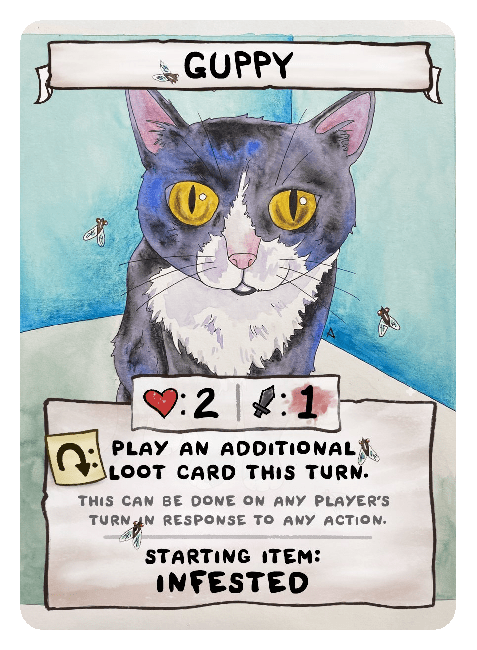 GUPPY
:2 :1
: PLAY AN ADDITIONAL
LOOT CARD THIS TURN.
THIS CAN BE DONE ON ANY PLAYER'S
TURN IN RESPONSE TO ANY ACTION.
STARTING ITEM:
INFESTED